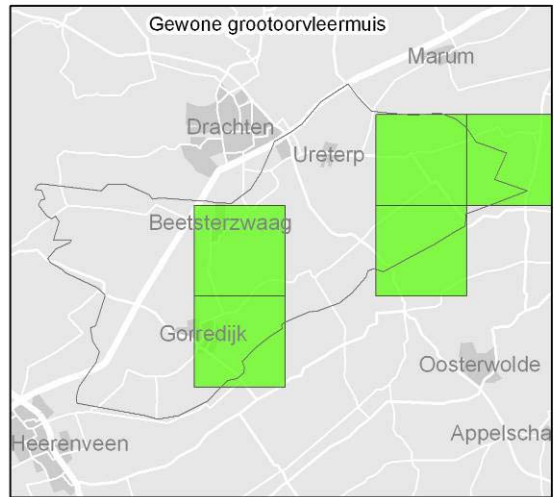 Gewone grootoorvleermuis
Marum
Drachten
Ureterp
Beetsterzwaag
Gorredijk
Oosterwolde
Appelscha
Heerenveen